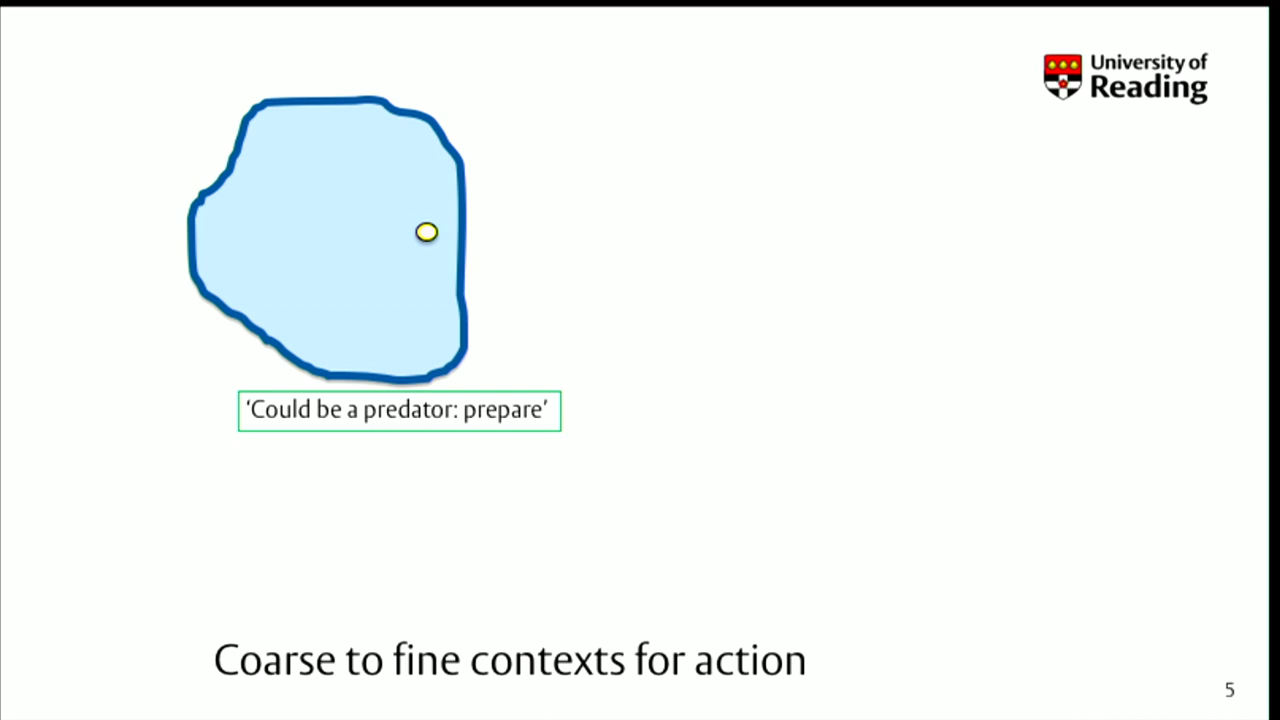 University of
Reading
‘Could be a predator: prepare’
Coarse to fine contexts for action
5